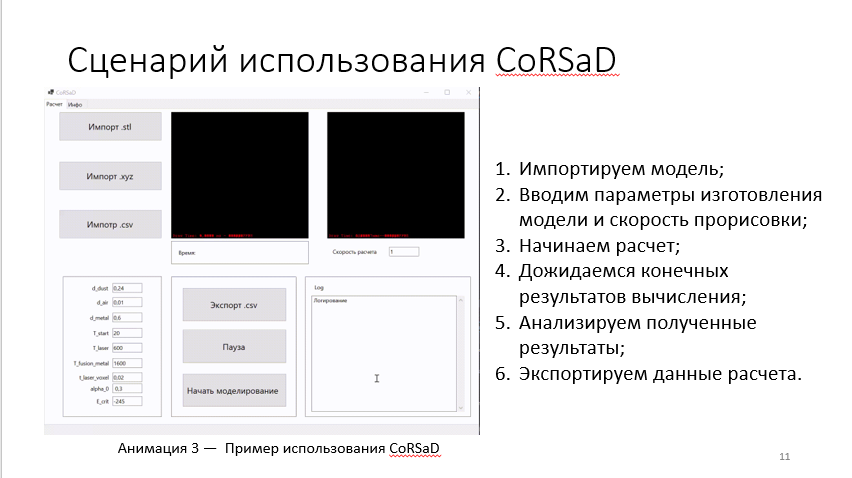 Сценарий использования CoRSaD
CoRSaD
Расчет Инфо
Импорт .stl
Импорт .xyz
Импотр .csv
Время:
Скорость расчета 1
d_dust 0,24
d_air 0,01
d_metal 0,6
T_start 20
T_laser 600
T_fusion_metal 1600
t_laser_voxel 0,02
alpha_0 0,3
E_crit -245
Экспорт .csv
Пауза
Начать моделирование
Log
Логирование
1. Импортируем модель;
2. Вводим параметры изготовления
модели и скорость прорисовки;
3. Начинаем расчет;
4. Дожидаемся конечных
результатов вычисления;
5. Анализируем полученные
результаты;
6. Экспортируем данные расчета.
Анимация 3 — Пример использования CoRSaD
11